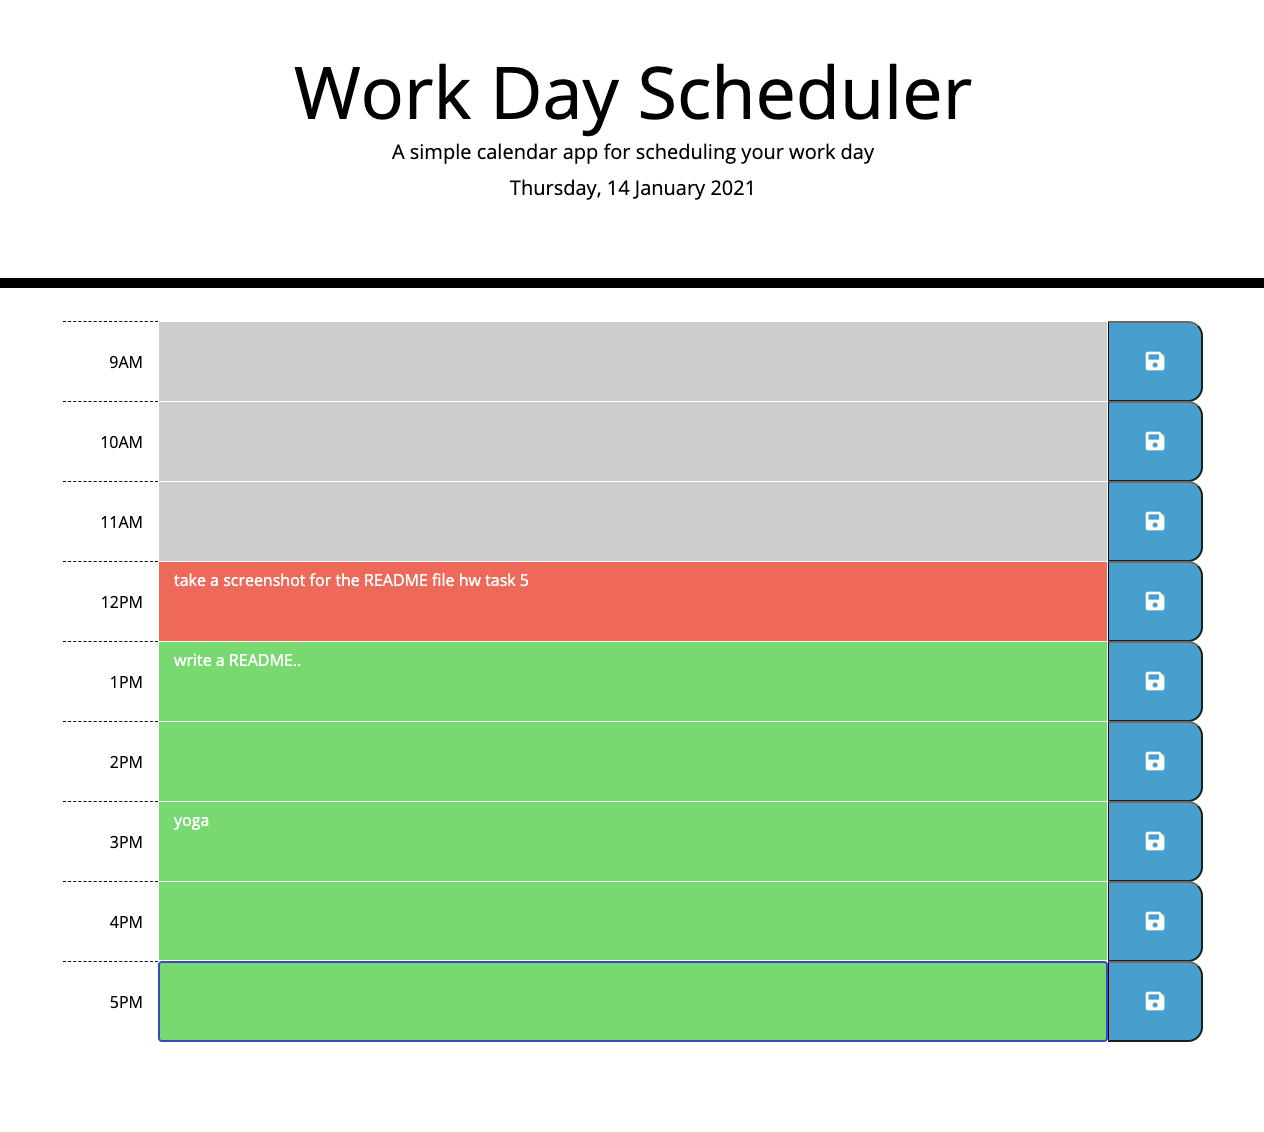 Work Day Scheduler
A simple calendar app for scheduling your work day
Thursday, 14 January 2021
9AM
10AM
11AM
12PM
take a screenshot for the README file hw task 5
1PM
write a README..
2PM
3PM
yoga
4PM
5PM